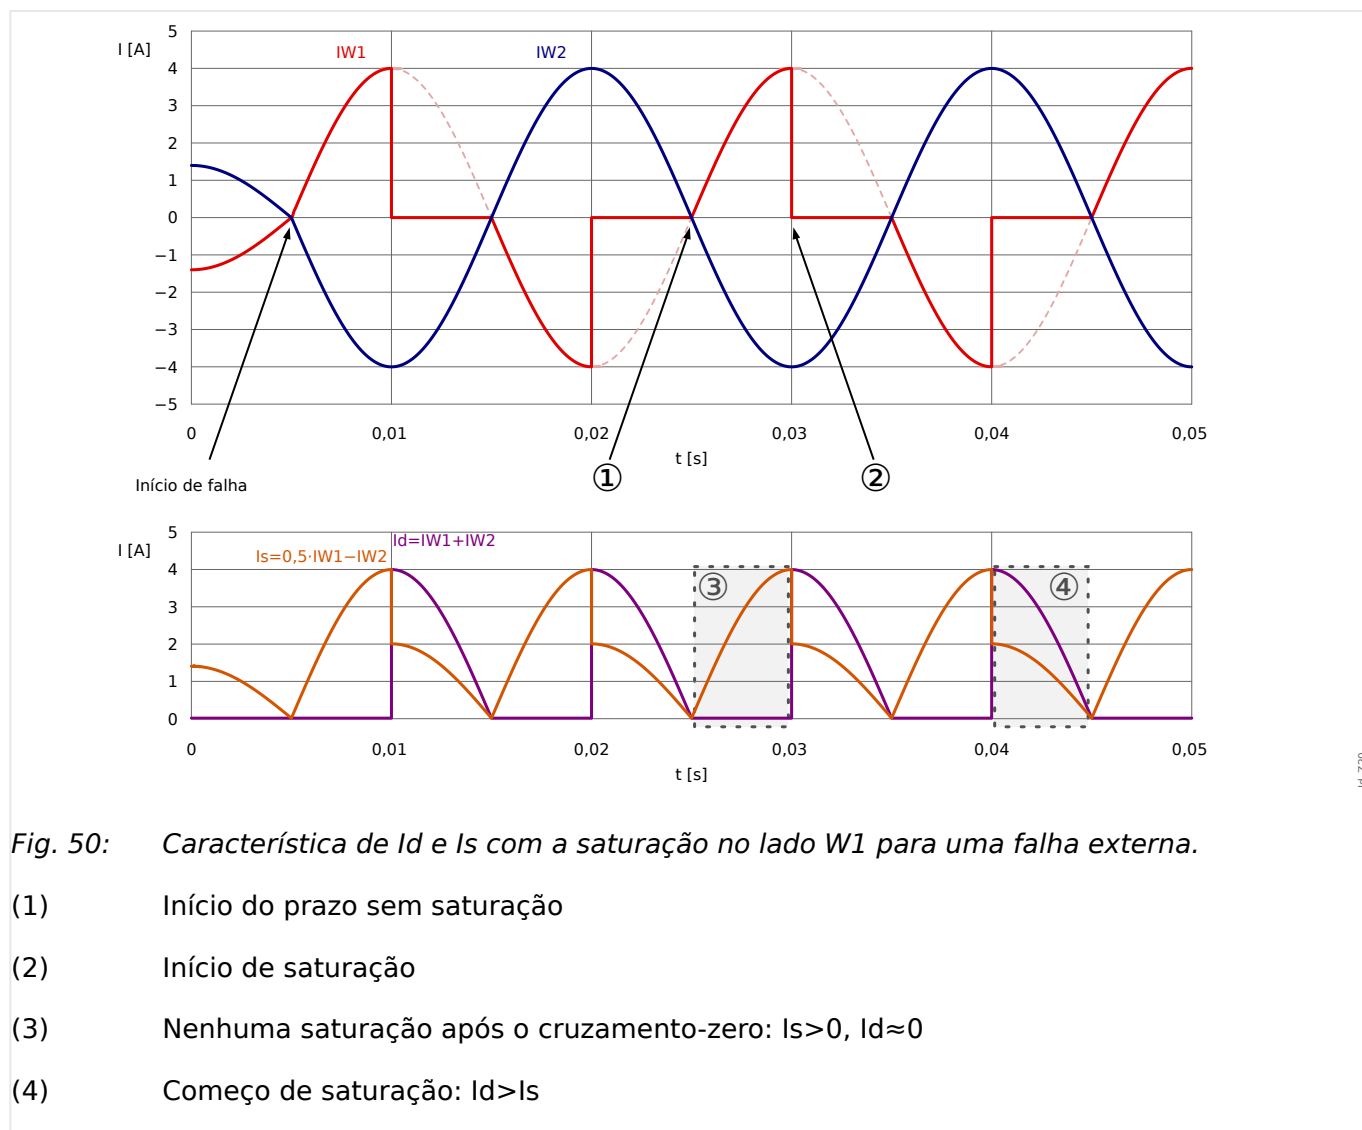 I [A]
IW1
IW2
5
4
3
2
1
0
−1
−2
−3
−4
−5
0
0,01
0,02
0,03
0,04
0,05
t [s]
Início de falha
①
②
I [A]
Is=0,5·IW1−IW2
Id=IW1+IW2
5
4
3
2
1
0
③
④
0
0,01
0,02
0,03
0,04
0,05
t [s]
Fig. 50: Característica de Id e Is com a saturação no lado W1 para uma falha externa.
(1) Início do prazo sem saturação
(2) Início de saturação
(3) Nenhuma saturação após o cruzamento-zero: Is>0, Id≈0
(4) Começo de saturação: Id>Is